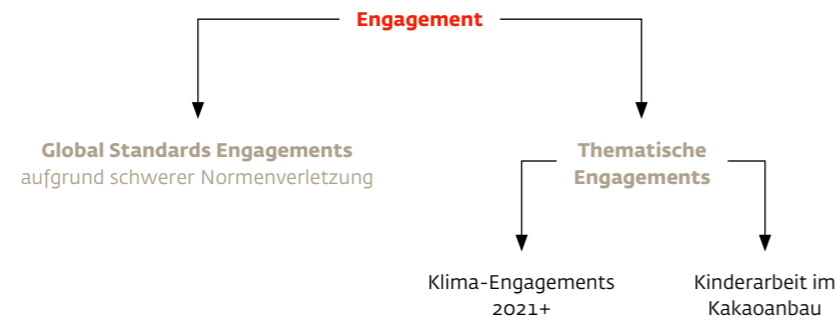 Engagement
Global Standards Engagements
aufgrund schwerer Normenverletzung
Thematische
Engagements
Klima-Engagements
2021+
Kinderarbeit im
Kakaoanbau